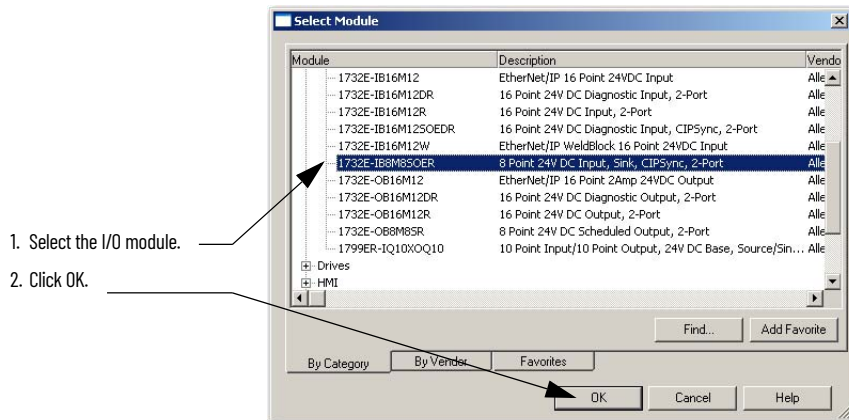 Select Module
Module Description Vendo
1732E-IB16M12 EtherNet/IP 16 Point 24VDC Input Alle
1732E-IB16M12DR 16 Point 24V DC Diagnostic Input, 2-Port Alle
1732E-IB16M12R 16 Point 24V DC Input, 2-Port Alle
1732E-IB16M12SOEDR 16 Point 24V DC Diagnostic Input, CIPSync, 2-Port Alle
1732E-IB16M12W EtherNet/IP WeldBlock 16 Point 24VDC Input Alle
1732E-IB8M8SOER 8 Point 24V DC Input, Sink, CIPSync, 2-Port Alle
1732E-OB16M12 EtherNet/IP 16 Point 2Amp 24VDC Output Alle
1732E-OB16M12DR 16 Point 24V DC Diagnostic Output, 2-Port Alle
1732E-OB16M12R 16 Point 24V DC Output, 2-Port Alle
1732E-OB8M8SR 8 Point 24V DC Scheduled Output, 2-Port Alle
1799ER-IQ10XOQ10 10 Point Input/10 Point Output, 24V DC Base, Source/Sin... Alle
Drives
HMI
1. Select the I/O module.
2. Click OK.
Find... Add Favorite
By Category By Vendor Favorites
OK Cancel Help